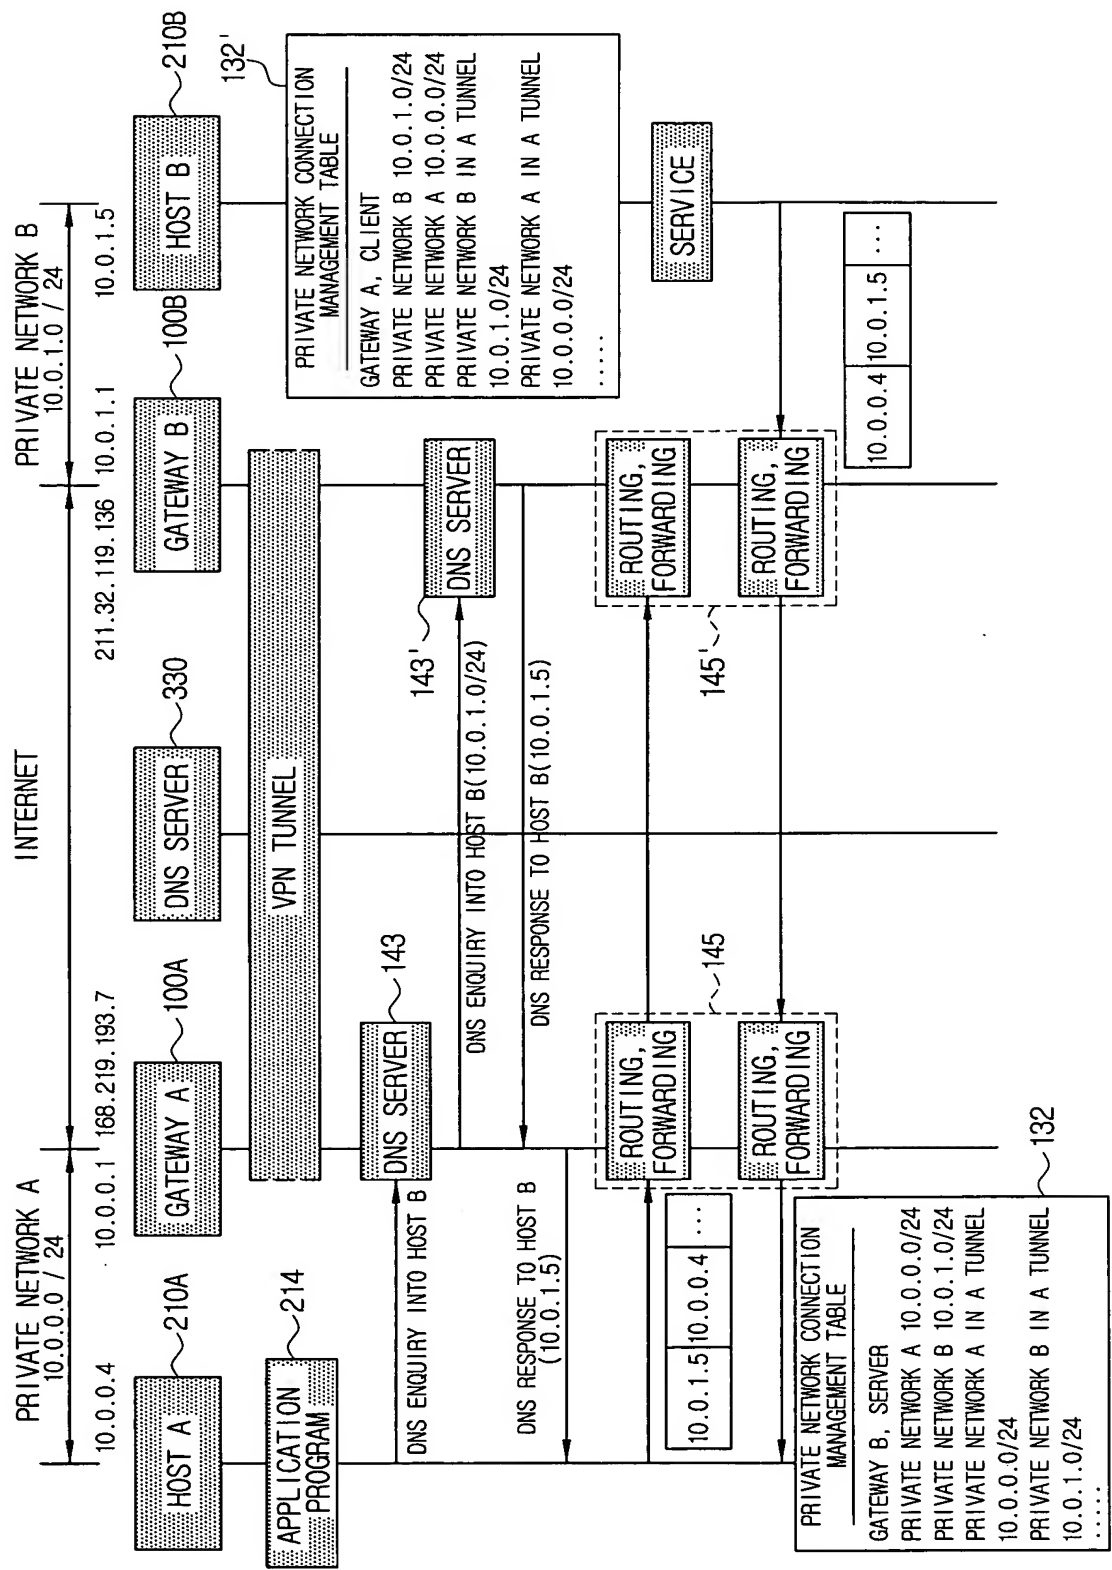 PRIVATE NETWORK A
10.0.0.0 / 24
INTERNET
PRIVATE NETWORK B
10.0.1.0 / 24
10.0.0.4
10.0.0.1
168.219.193.7
211.32.119.136
10.0.1.1
10.0.1.5
HOST A
210A
GATEWAY A
100A
DNS SERVER
330
GATEWAY B
100B
HOST B
210B
APPLICATION
PROGRAM
214
VPN TUNNEL
132'
PRIVATE NETWORK CONNECTION
MANAGEMENT TABLE
GATEWAY A, CLIENT
PRIVATE NETWORK B 10.0.1.0/24
PRIVATE NETWORK A 10.0.0.0/24
PRIVATE NETWORK B IN A TUNNEL
10.0.1.0/24
PRIVATE NETWORK A IN A TUNNEL
10.0.0.0/24
.....
DNS SERVER
143
DNS ENQUIRY INTO HOST B
DNS SERVER
143'
DNS ENQUIRY INTO HOST B(10.0.1.0/24)
DNS RESPONSE TO HOST B(10.0.1.5)
DNS RESPONSE TO HOST B
(10.0.1.5)
SERVICE
ROUTING,
FORWARDING
145
ROUTING,
FORWARDING
145'
10.0.1.5 10.0.0.4 ...
ROUTING,
FORWARDING
ROUTING,
FORWARDING
10.0.0.4 10.0.1.5 ...
132
PRIVATE NETWORK CONNECTION
MANAGEMENT TABLE
GATEWAY B, SERVER
PRIVATE NETWORK A 10.0.0.0/24
PRIVATE NETWORK B 10.0.1.0/24
PRIVATE NETWORK A IN A TUNNEL
10.0.0.0/24
PRIVATE NETWORK B IN A TUNNEL
10.0.1.0/24
.....